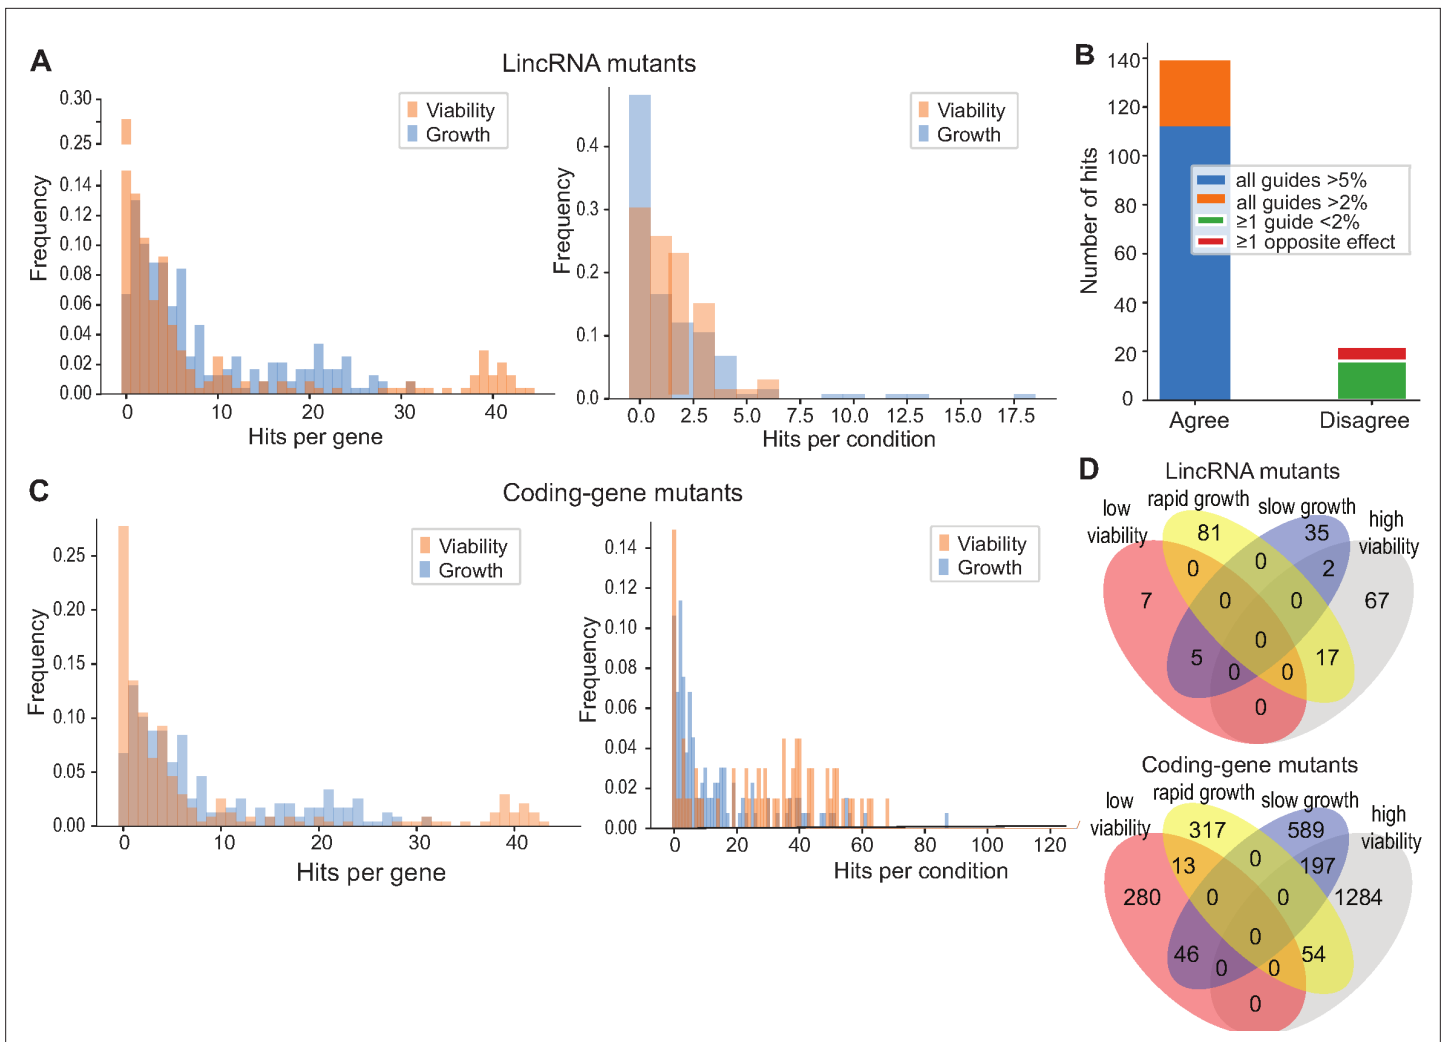 A
LincRNA mutants
Viability
Growth
0.30
0.25
0.14
0.12
0.10
0.08
0.06
0.04
0.02
0.00
Frequency
0 10 20 30 40
Hits per gene
Viability
Growth
0.4
0.3
0.2
0.1
0.0
Frequency
0.0 2.5 5.0 7.5 10.0 12.5 15.0 17.5
Hits per condition
B
140
120
100
80
60
40
20
0
Number of hits
all guides >5%
all guides >2%
≥1 guide <2%
≥1 opposite effect
Agree Disagree
C
Coding-gene mutants
Viability
Growth
0.25
0.20
0.15
0.10
0.05
0.00
Frequency
0 10 20 30 40
Hits per gene
Viability
Growth
0.14
0.12
0.10
0.08
0.06
0.04
0.02
0.00
Frequency
0 20 40 60 80 100 120
Hits per condition
D
LincRNA mutants
low
viability
rapid growth
slow growth
high
viability
81 35
0 0 2
7 0 0 67
0
5 0 0 17
0
Coding-gene mutants
low
viability
rapid growth
slow growth
high
viability
317 589
13 0 197
280 0 0 1284
0
46 0 0 54
0